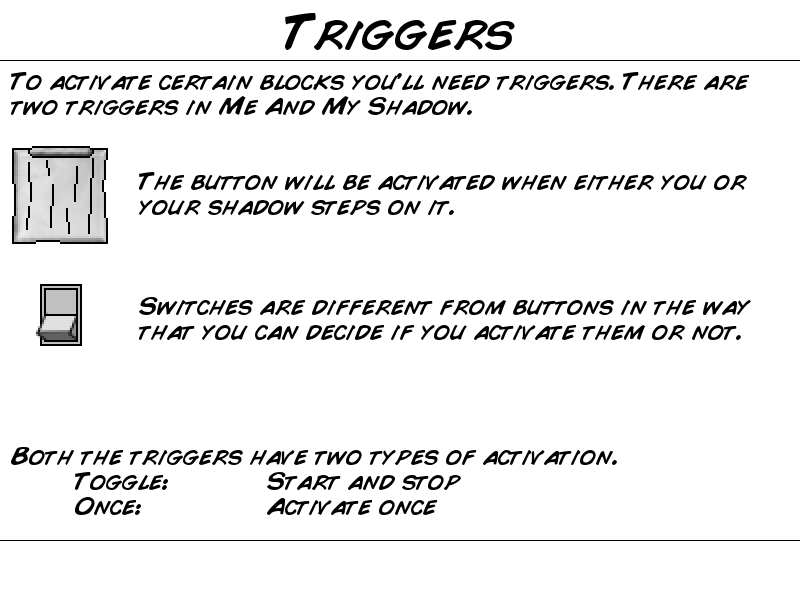 Triggers
To activate certain blocks you'll need triggers. There are
two triggers in Me And My Shadow.
The button will be activated when either you or
your shadow steps on it.
Switches are different from buttons in the way
that you can decide if you activate them or not.
Both the triggers have two types of activation.
Toggle: Start and stop
Once: Activate once